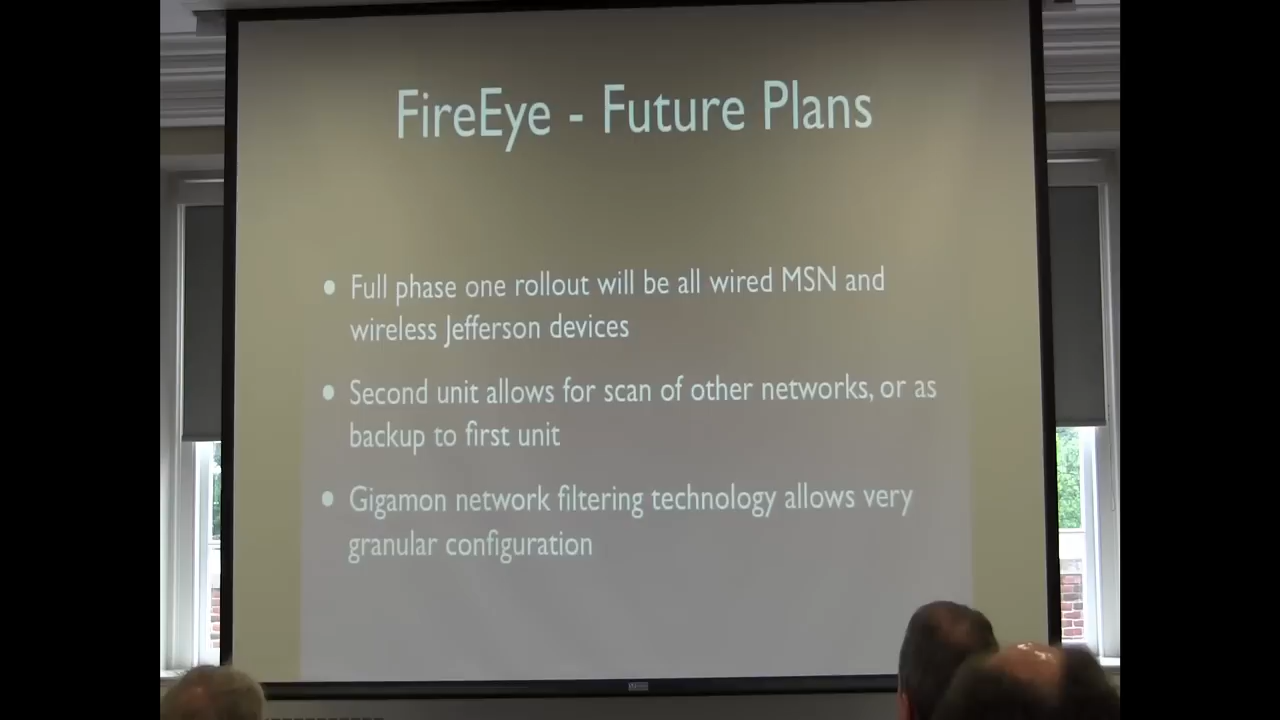 FireEye - Future Plans
• Full phase one rollout will be all wired MSN and
wireless Jefferson devices
• Second unit allows for scan of other networks, or as
backup to first unit
• Gigamon network filtering technology allows very
granular configuration